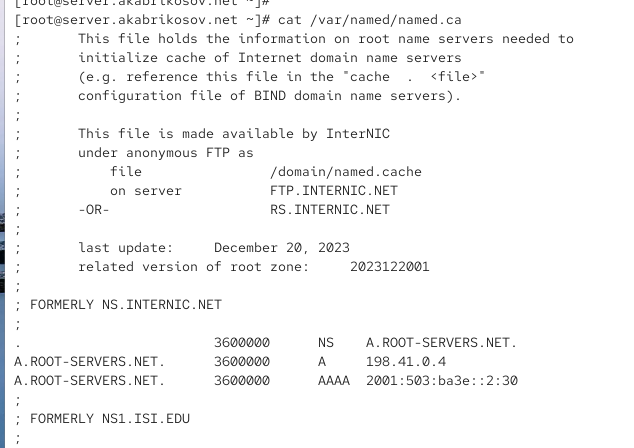 [root@server.akabrikosov.net ~]#
[root@server.akabrikosov.net ~]# cat /var/named/named.ca
;       This file holds the information on root name servers needed to
;       initialize cache of Internet domain name servers
;       (e.g. reference this file in the "cache  .  <file>"
;       configuration file of BIND domain name servers).
;
;       This file is made available by InterNIC
;       under anonymous FTP as
;           file                /domain/named.cache
;           on server           FTP.INTERNIC.NET
;       -OR-                    RS.INTERNIC.NET
;
;       last update:     December 20, 2023
;       related version of root zone:     2023122001
;
; FORMERLY NS.INTERNIC.NET
;
.                        3600000      NS    A.ROOT-SERVERS.NET.
A.ROOT-SERVERS.NET.      3600000      A     198.41.0.4
A.ROOT-SERVERS.NET.      3600000      AAAA  2001:503:ba3e::2:30
;
; FORMERLY NS1.ISI.EDU
;